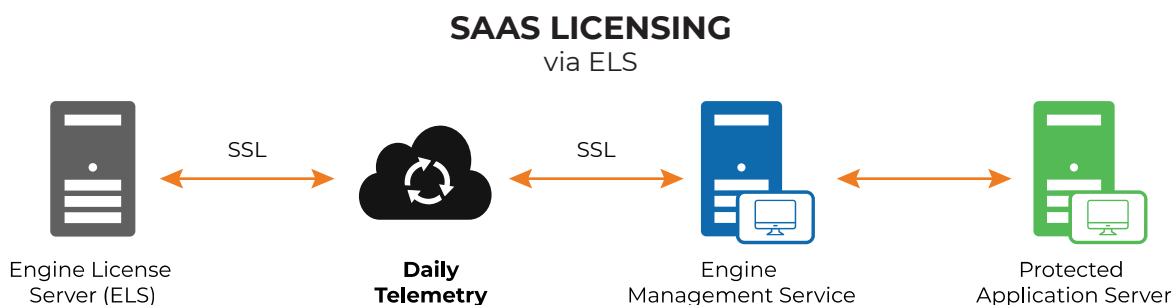 SAAS LICENSING
via ELS
SSL
SSL
Engine License
Server (ELS)
Daily
Telemetry
Engine
Management Service
Protected
Application Server